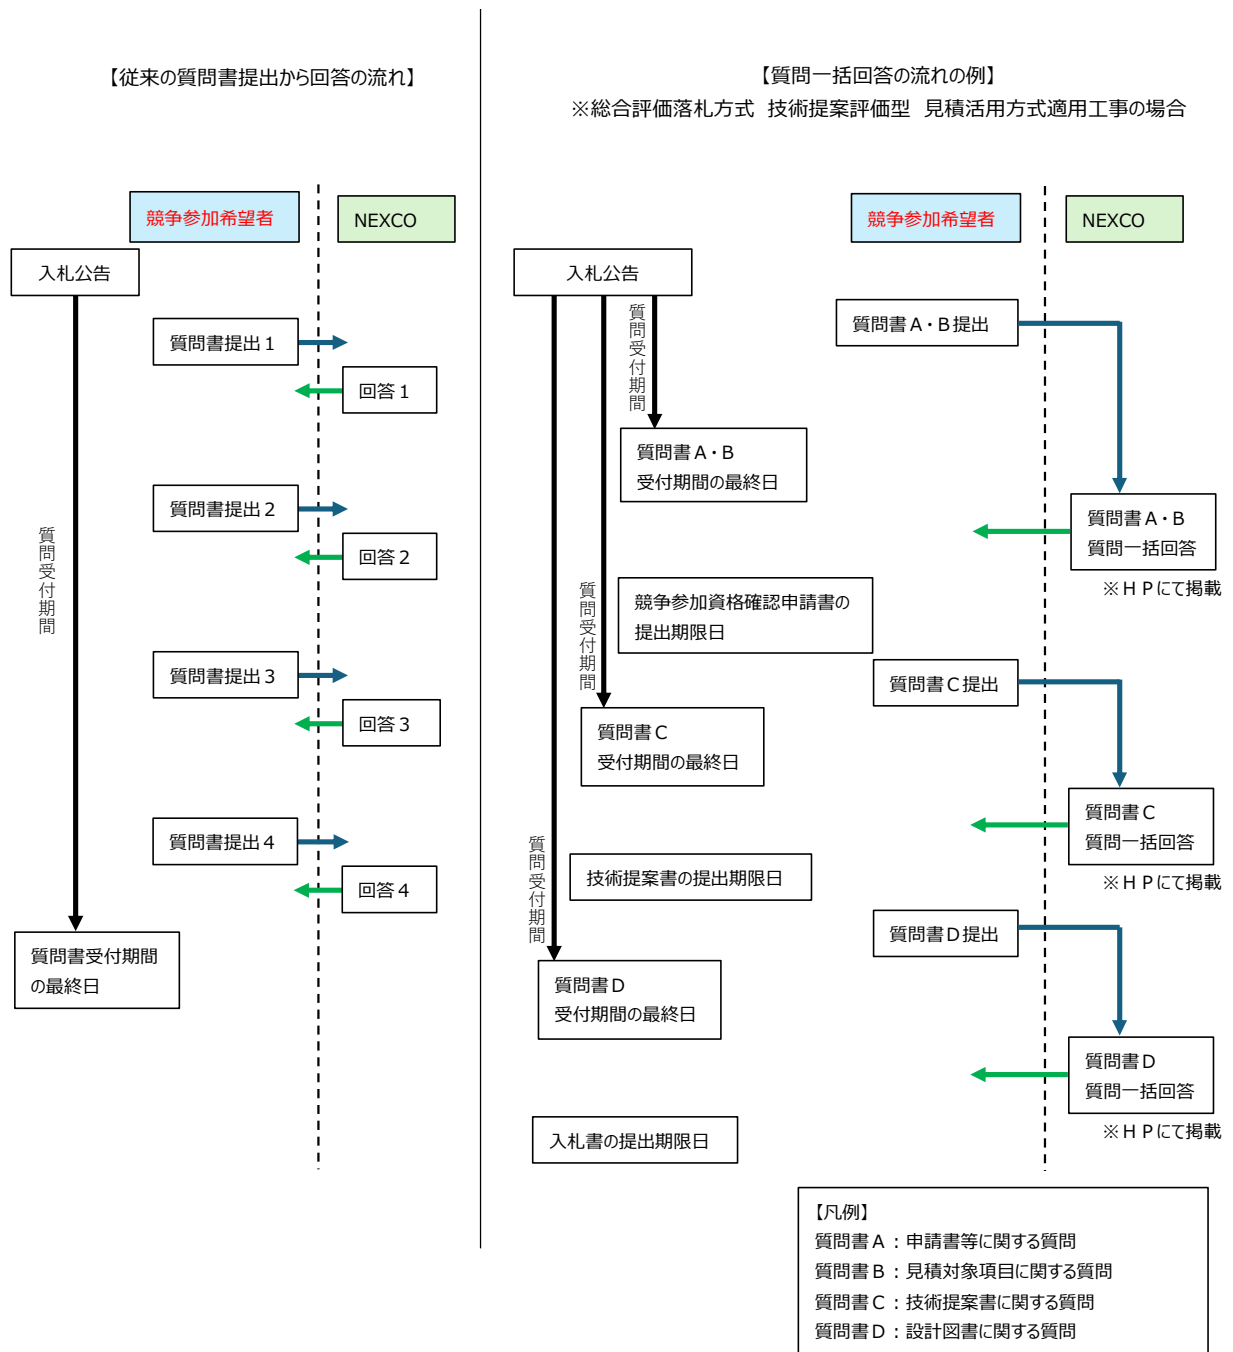 【従来の質問書提出から回答の流れ】
競争参加希望者
NEXCO
入札公告
質問書提出１
回答１
質問書提出２
回答２
質問受付期間
質問書提出３
回答３
質問書提出４
回答４
質問書受付期間
の最終日
【質問一括回答の流れの例】
※総合評価落札方式　技術提案評価型　見積活用方式適用工事の場合
競争参加希望者
NEXCO
入札公告
質問受付期間
質問書Ａ・Ｂ提出
質問書Ａ・Ｂ
受付期間の最終日
質問書Ａ・Ｂ
質問一括回答
※ＨＰにて掲載
質問受付期間
競争参加資格確認申請書の
提出期限日
質問書Ｃ提出
質問書Ｃ
受付期間の最終日
質問書Ｃ
質問一括回答
※ＨＰにて掲載
質問受付期間
技術提案書の提出期限日
質問書Ｄ提出
質問書Ｄ
受付期間の最終日
質問書Ｄ
質問一括回答
※ＨＰにて掲載
入札書の提出期限日
【凡例】
質問書Ａ：申請書等に関する質問
質問書Ｂ：見積対象項目に関する質問
質問書Ｃ：技術提案書に関する質問
質問書Ｄ：設計図書に関する質問